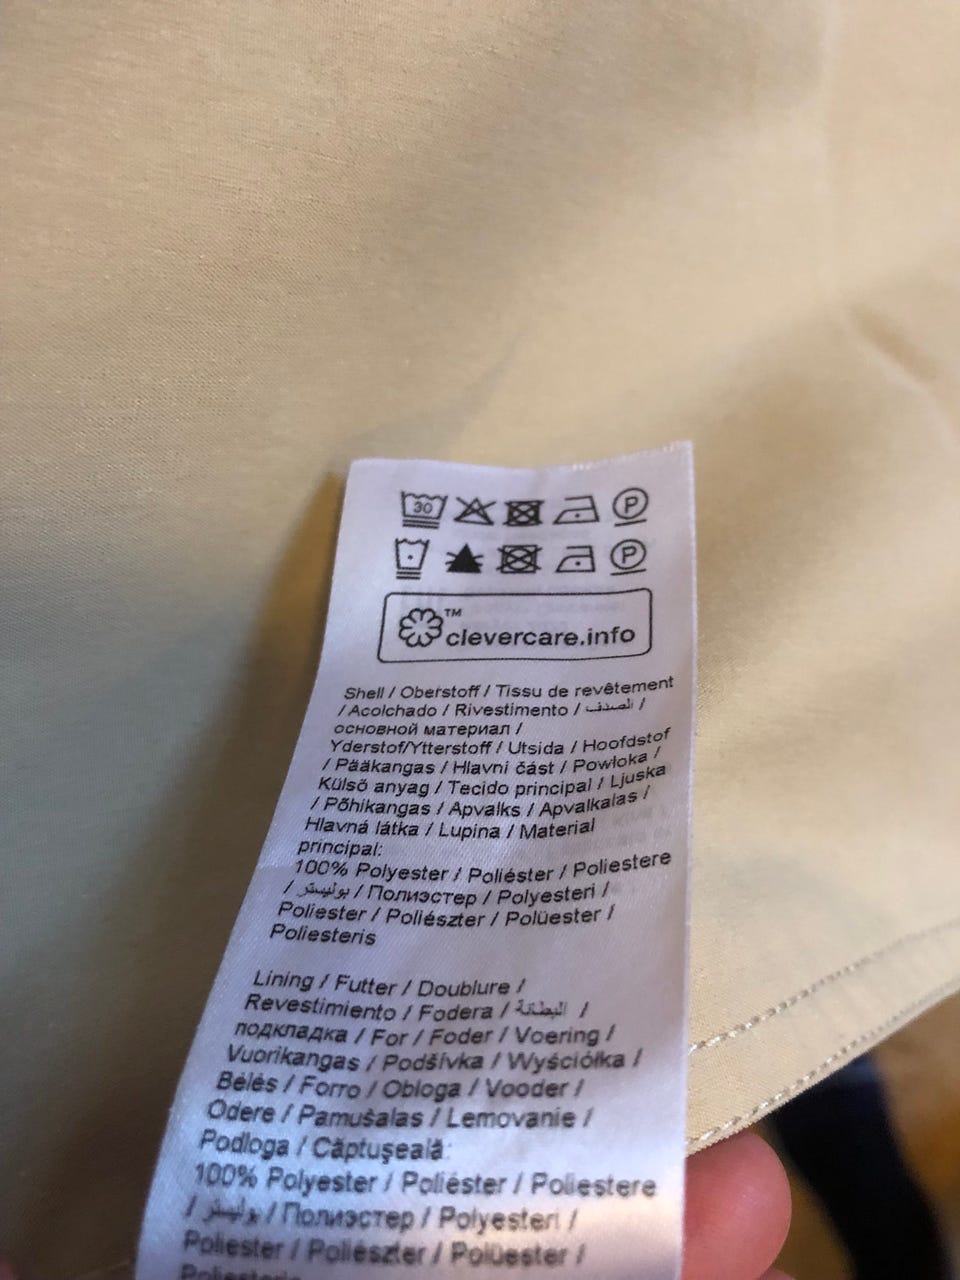 30 P
P
™
clevercare.info
Shell / Oberstoff / Tissu de revêtement
/ Acolchado / Rivestimento / الصدف /
основной материал /
Yderstof/Ytterstoff / Utsida / Hoofdstof
/ Pääkangas / Hlavní část / Powłoka /
Külső anyag / Tecido principal / Ljuska
/ Põhikangas / Apvalks / Apvalkalas /
Hlavná látka / Lupina / Material
principal:
100% Polyester / Poliéster / Poliestere
/ بوليستر / Полиэстер / Polyesteri /
Poliester / Poliészter / Polüester /
Poliesteris
Lining / Futter / Doublure /
Revestimiento / Fodera / البطانة /
подкладка / For / Foder / Voering /
Vuorikangas / Podšívka / Wyściółka /
Bélés / Forro / Obloga / Vooder /
Odere / Pamušalas / Lemovanie /
Podloga / Căptuşeală:
100% Polyester / Poliéster / Poliestere
/ بوليستر / Полиэстер / Polyesteri /
Poliester / Poliészter / Polüester /
Poliesteris